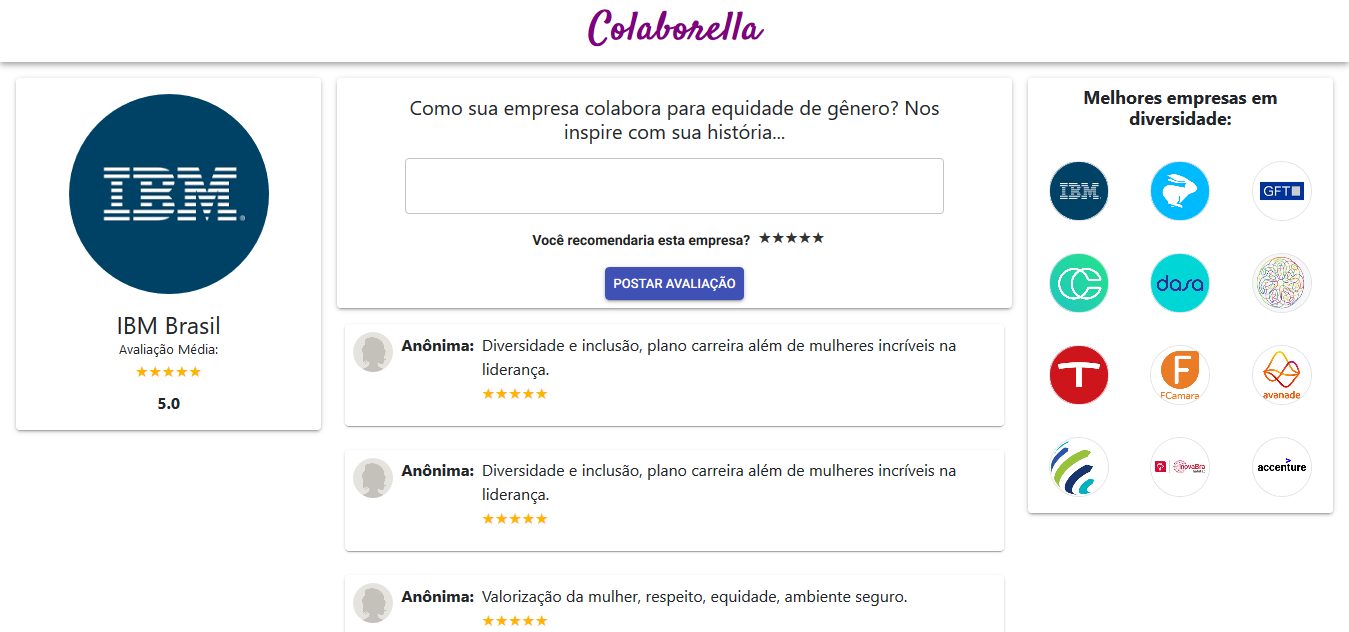 Colaborella
IBM
IBM Brasil
Avaliação Média:
★★★★★
5.0
Como sua empresa colabora para equidade de gênero? Nos
inspire com sua história...
Você recomendaria esta empresa? ★★★★★
POSTAR AVALIAÇÃO
Anônima: Diversidade e inclusão, plano carreira além de mulheres incríveis na
liderança.
★★★★★
Anônima: Diversidade e inclusão, plano carreira além de mulheres incríveis na
liderança.
★★★★★
Anônima: Valorização da mulher, respeito, equidade, ambiente seguro.
★★★★★
Melhores empresas em
diversidade:
IBM
GFT
dasa
T
F
FCamara
avanade
inovaBra
accenture